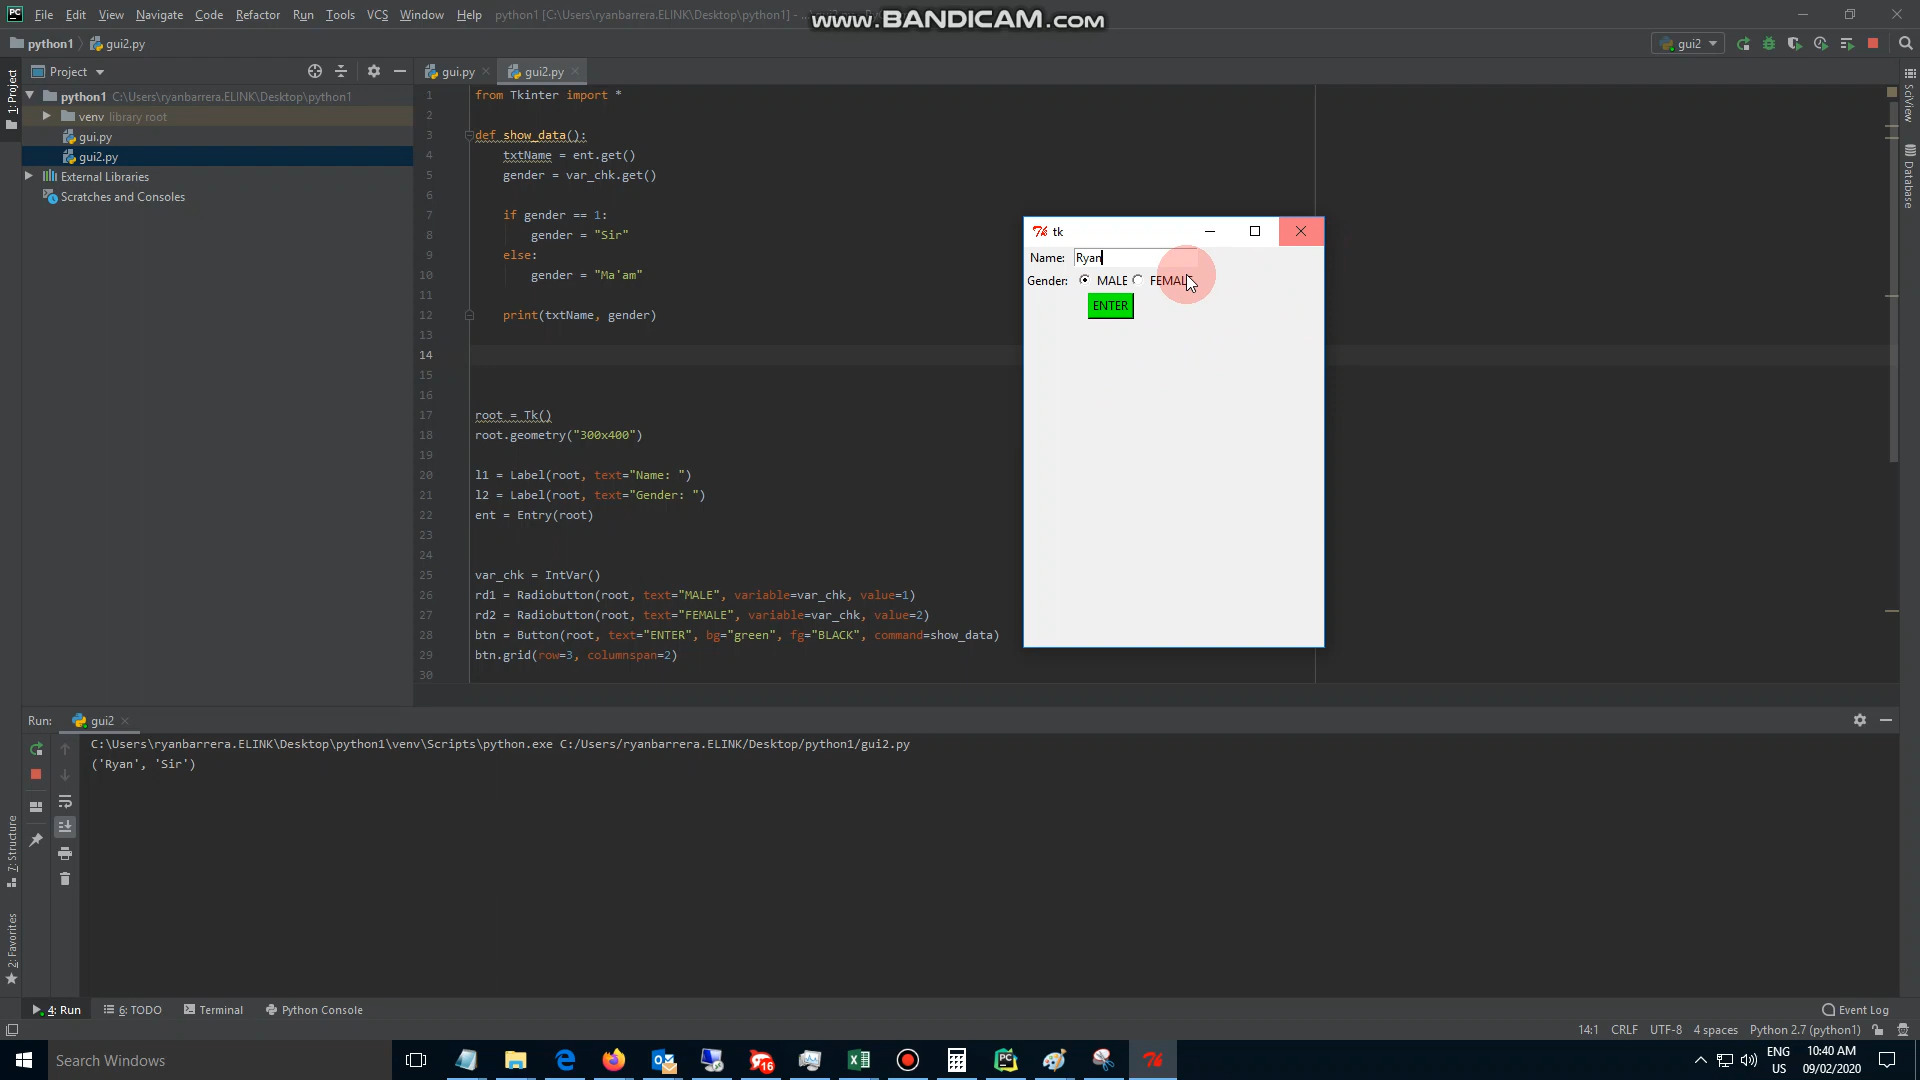 File Edit View Navigate Code Refactor Run Tools VCS Window Help python1 [C:\Users\ryanbarrera.ELINK\Desktop\python1] - ...
www.BANDICAM.com
python1 gui2.py
gui2
Project
gui.py
gui2.py
1: Project
python1 C:\Users\ryanbarrera.ELINK\Desktop\python1
venv library root
gui.py
gui2.py
External Libraries
Scratches and Consoles
1 from Tkinter import *
2
3 def show_data():
4 txtName = ent.get()
5 gender = var_chk.get()
6
7 if gender == 1:
8 gender = "Sir"
9 else:
10 gender = "Ma'am"
11
12 print(txtName, gender)
13
14
15
16
17 root = Tk()
18 root.geometry("300x400")
19
20 l1 = Label(root, text="Name: ")
21 l2 = Label(root, text="Gender: ")
22 ent = Entry(root)
23
24
25 var_chk = IntVar()
26 rd1 = Radiobutton(root, text="MALE", variable=var_chk, value=1)
27 rd2 = Radiobutton(root, text="FEMALE", variable=var_chk, value=2)
28 btn = Button(root, text="ENTER", bg="green", fg="BLACK", command=show_data)
29 btn.grid(row=3, columnspan=2)
30
tk
Name: Ryan
Gender: MALE FEMALE
ENTER
SciView
Database
Run: gui2
C:\Users\ryanbarrera.ELINK\Desktop\python1\venv\Scripts\python.exe C:/Users/ryanbarrera.ELINK/Desktop/python1/gui2.py
('Ryan', 'Sir')
7: Structure
2: Favorites
4: Run 6: TODO Terminal Python Console
Event Log
14:1 CRLF UTF-8 4 spaces Python 2.7 (python1)
Search Windows
16
ENG
US
10:40 AM
09/02/2020